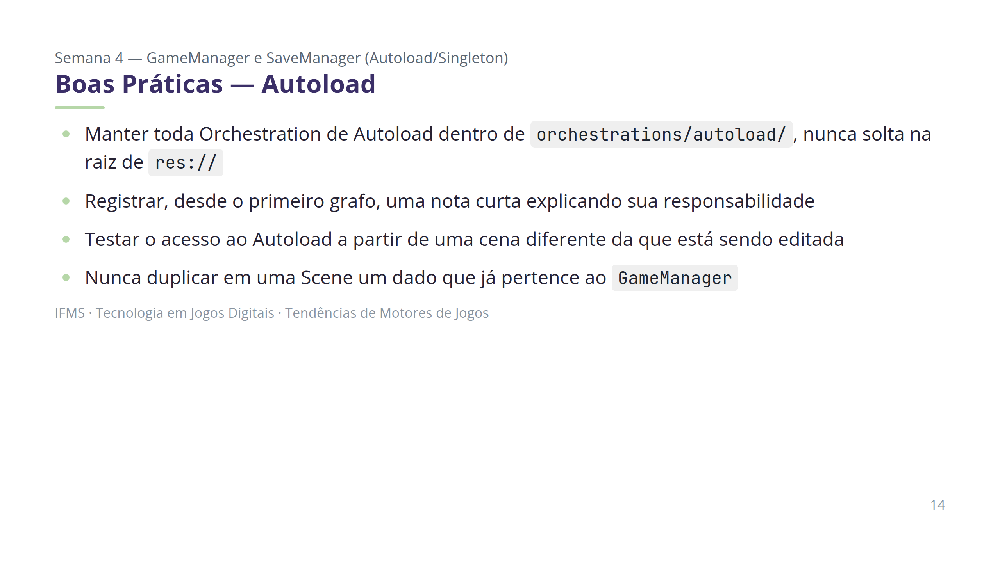 Semana 4 — GameManager e SaveManager (Autoload/Singleton)
Boas Práticas — Autoload
Manter toda Orchestration de Autoload dentro de orchestrations/autoload/, nunca solta na
raiz de res://
Registrar, desde o primeiro grafo, uma nota curta explicando sua responsabilidade
Testar o acesso ao Autoload a partir de uma cena diferente da que está sendo editada
Nunca duplicar em uma Scene um dado que já pertence ao GameManager
IFMS · Tecnologia em Jogos Digitais · Tendências de Motores de Jogos
14